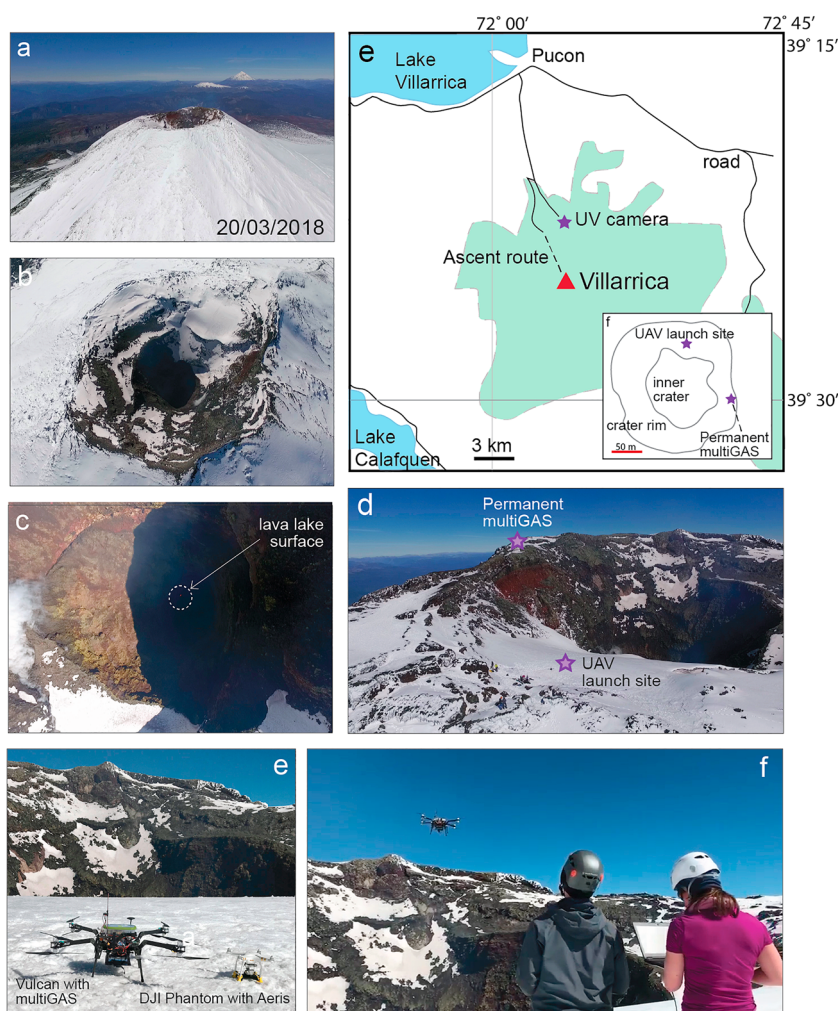 a
20/03/2018
b
c
lava lake
surface
72 00′
72 45′
39 15′
e
Lake
Villarrica
Pucon
road
UV camera
Ascent route
Villarrica
f
UAV launch site
inner
crater
crater rim
50 m
Permanent
multiGAS
39 30′
Lake
Calafquen
3 km
d
Permanent
multiGAS
UAV
launch site
e
a
Vulcan with
multiGAS
DJI Phantom with Aeris
f